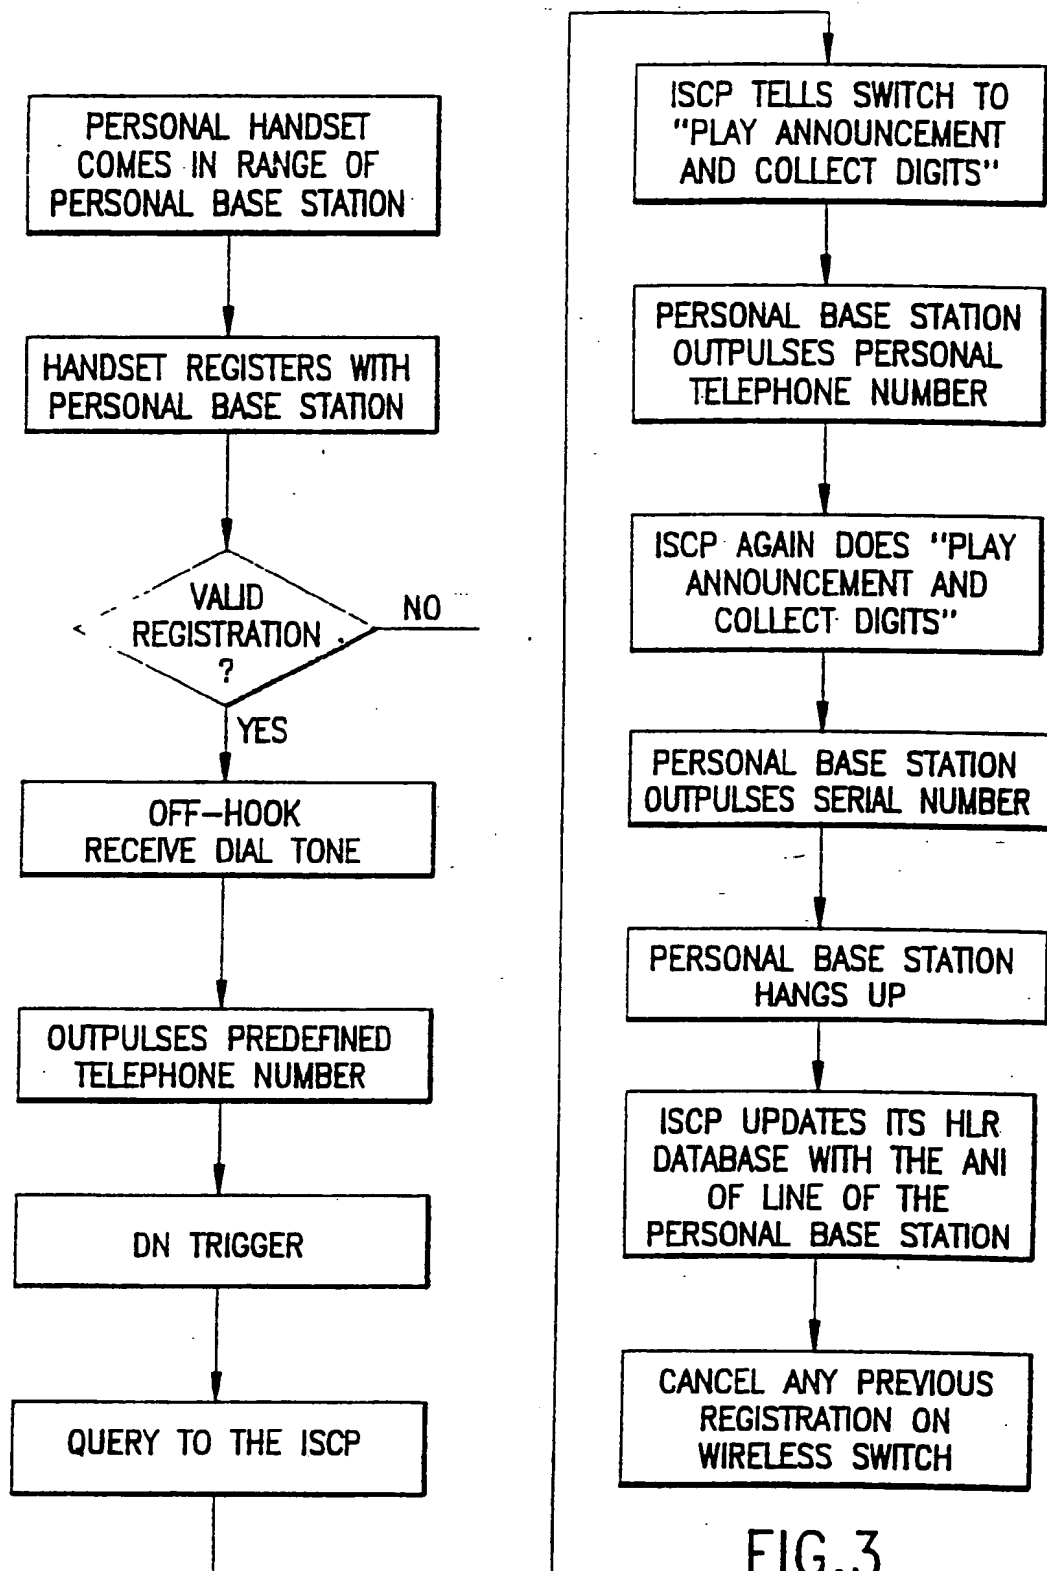 PERSONAL HANDSET
COMES IN RANGE OF
PERSONAL BASE STATION
HANDSET REGISTERS WITH
PERSONAL BASE STATION
VALID
REGISTRATION
?
NO
YES
OFF-HOOK
RECEIVE DIAL TONE
OUTPULSES PREDEFINED
TELEPHONE NUMBER
DN TRIGGER
QUERY TO THE ISCP
ISCP TELLS SWITCH TO
"PLAY ANNOUNCEMENT
AND COLLECT DIGITS"
PERSONAL BASE STATION
OUTPULSES PERSONAL
TELEPHONE NUMBER
ISCP AGAIN DOES "PLAY
ANNOUNCEMENT AND
COLLECT DIGITS"
PERSONAL BASE STATION
OUTPULSES SERIAL NUMBER
PERSONAL BASE STATION
HANGS UP
ISCP UPDATES ITS HLR
DATABASE WITH THE ANI
OF LINE OF THE
PERSONAL BASE STATION
CANCEL ANY PREVIOUS
REGISTRATION ON
WIRELESS SWITCH
FIG.3